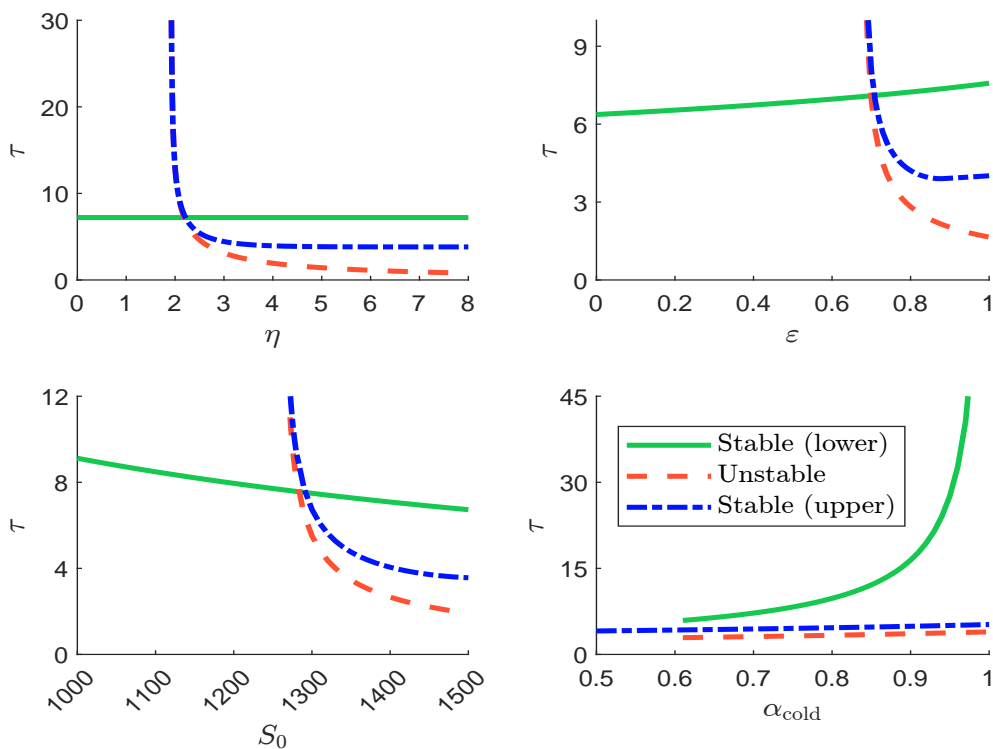 30
20
10
0
τ
0 1 2 3 4 5 6 7 8
η
9
6
3
0
τ
0 0.2 0.4 0.6 0.8 1
ε
12
8
4
0
τ
1000 1100 1200 1300 1400 1500
S₀
45
30
15
0
τ
Stable (lower)
Unstable
Stable (upper)
0.5 0.6 0.7 0.8 0.9 1
α_cold